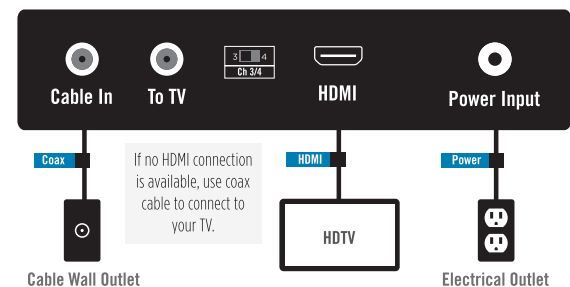 3 4
Ch 3/4
Cable In
To TV
HDMI
Power Input
Coax
If no HDMI connection
is available, use coax
cable to connect to
your TV.
HDMI
Power
HDTV
Cable Wall Outlet
Electrical Outlet